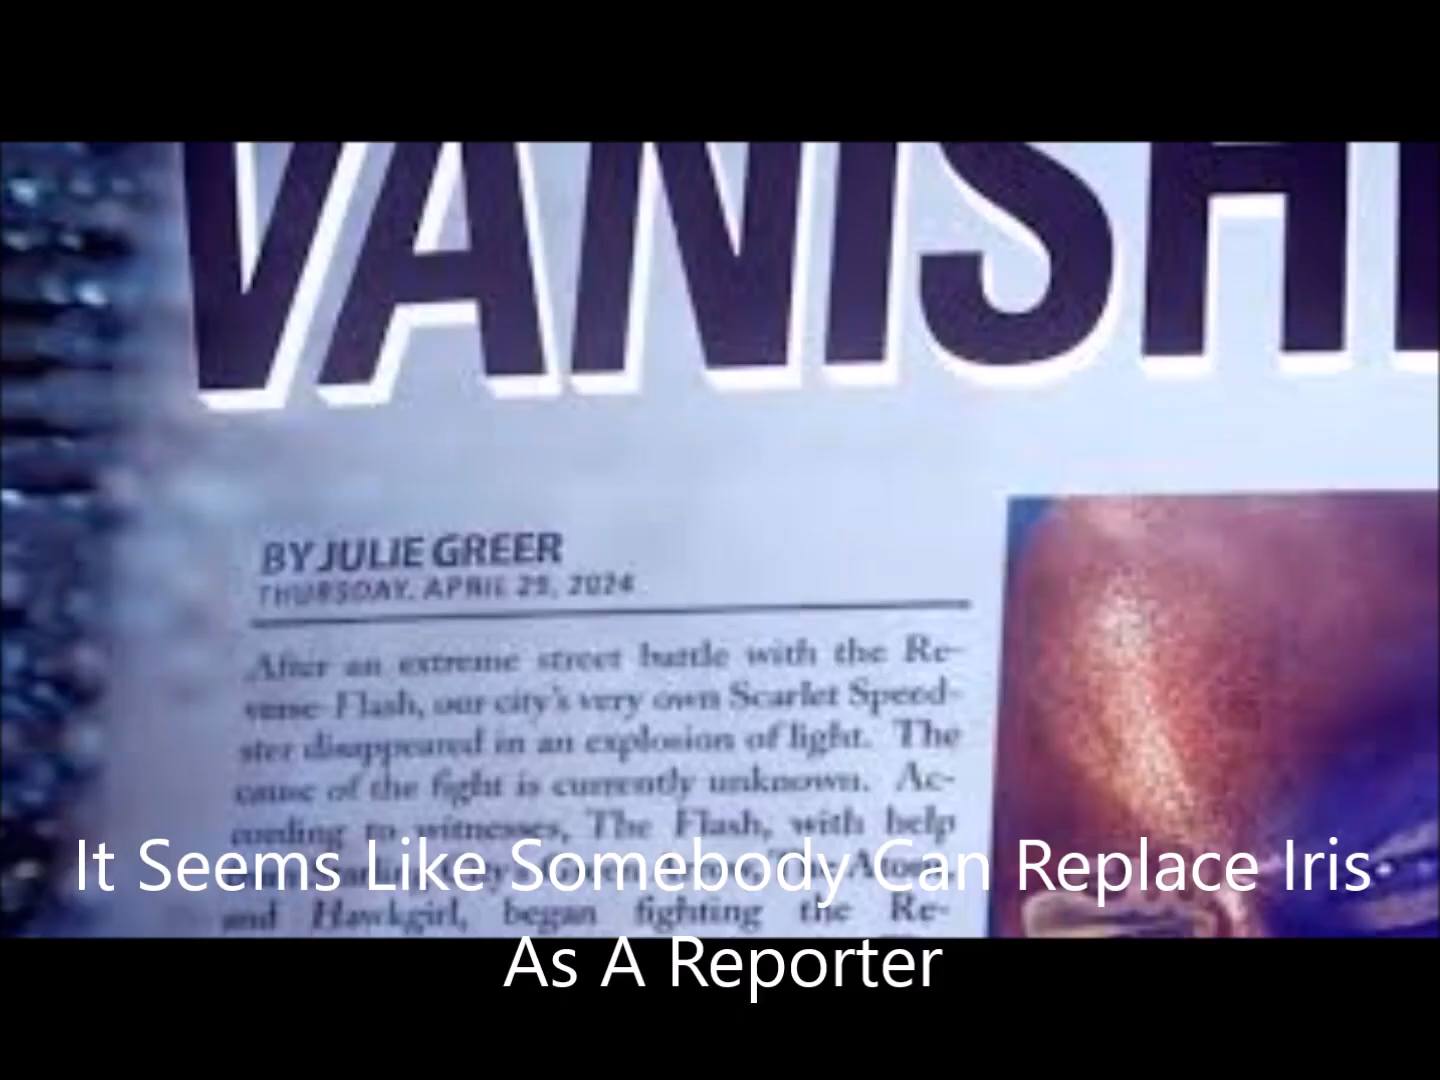 VANISH
BY JULIE GREER
THURSDAY, APRIL 25, 2024
After an extreme street battle with the Re-
verse-Flash, our city's very own Scarlet Speed-
ster disappeared in an explosion of light. The
cause of the fight is currently unknown. Ac-
cording to witnesses, The Flash, with help
and Hawkgirl, began fighting the Re-
It Seems Like Somebody Can Replace Iris
As A Reporter